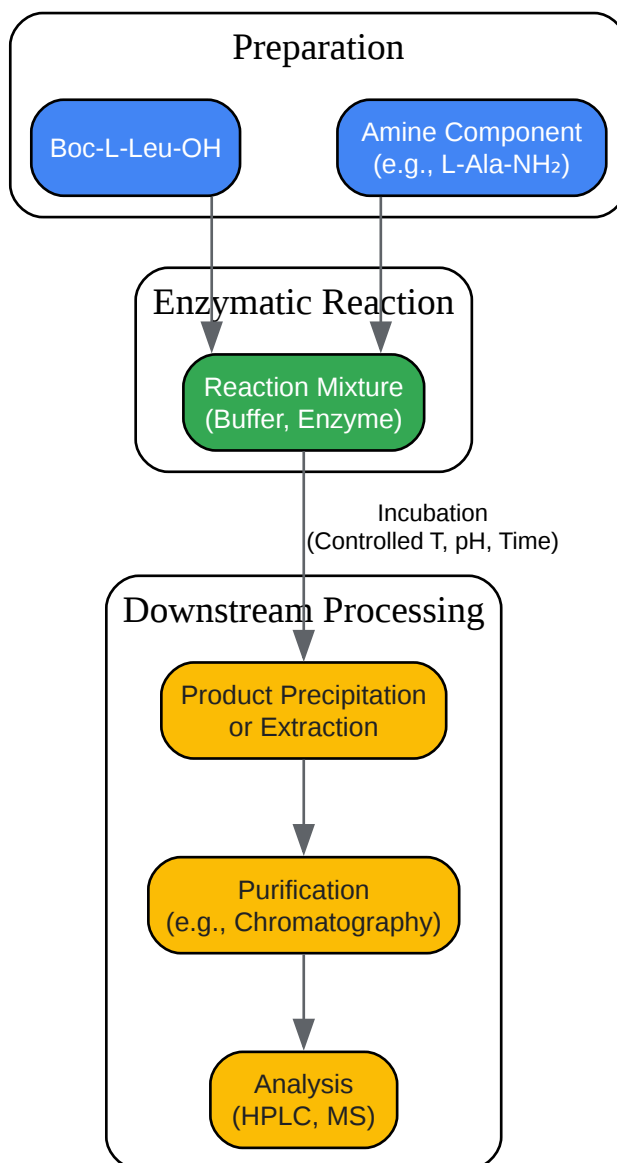 Preparation
Boc-L-Leu-OH
Amine Component
(e.g., L-Ala-NH₂)
Enzymatic Reaction
Reaction Mixture
(Buffer, Enzyme)
Incubation
(Controlled T, pH, Time)
Downstream Processing
Product Precipitation
or Extraction
Purification
(e.g., Chromatography)
Analysis
(HPLC, MS)